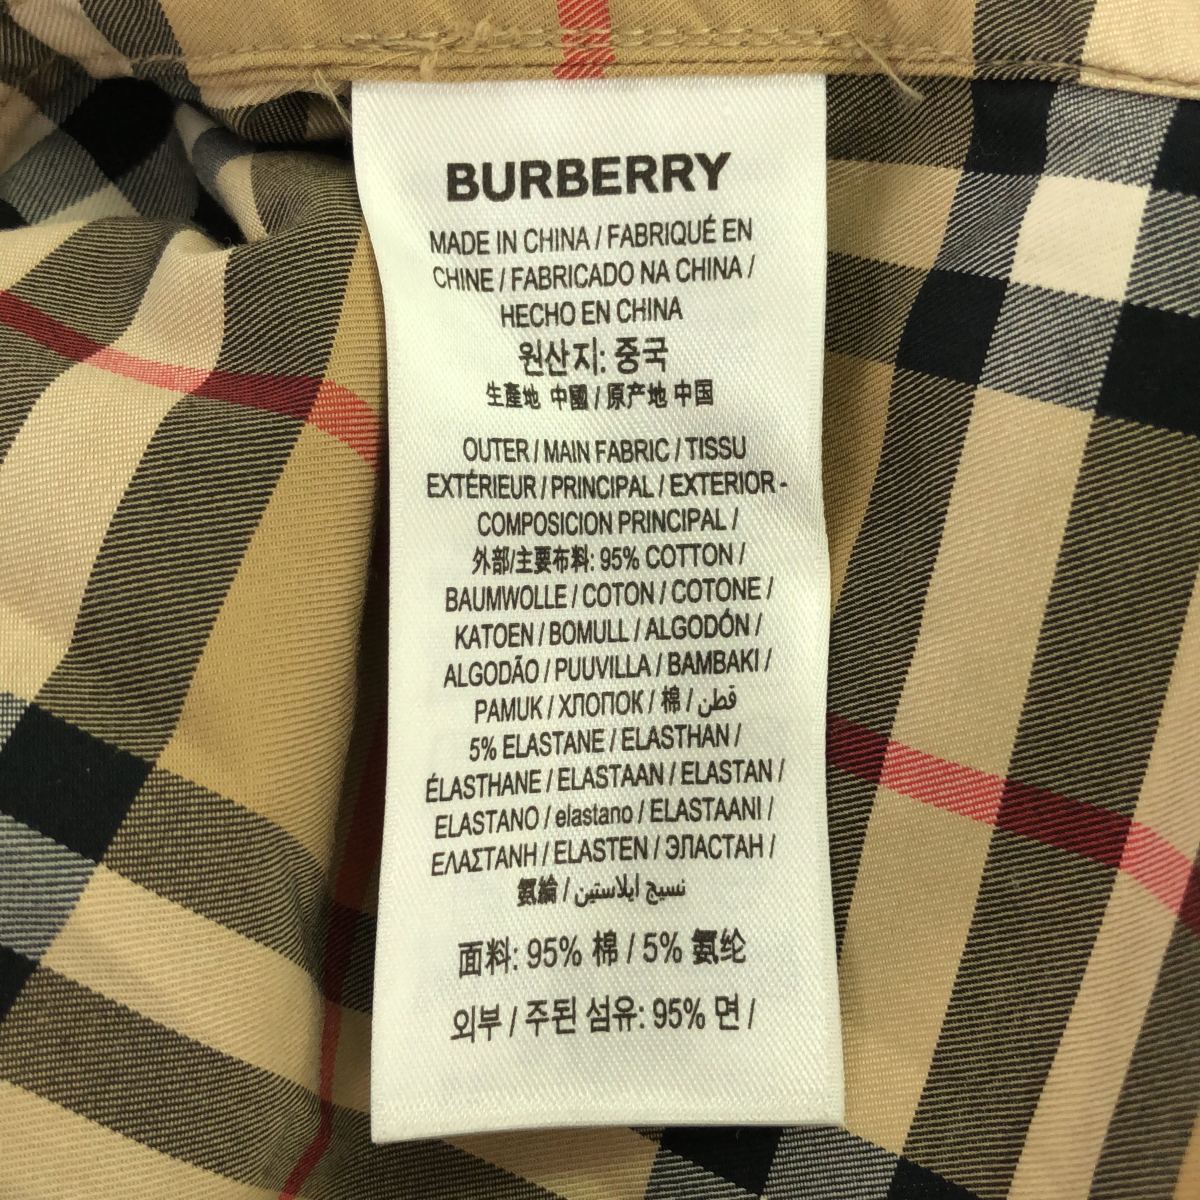 BURBERRY
MADE IN CHINA / FABRIQUÉ EN
CHINE / FABRICADO NA CHINA /
HECHO EN CHINA
원산지: 중국
生產地 中國 / 原产地 中国
OUTER / MAIN FABRIC / TISSU
EXTÉRIEUR / PRINCIPAL / EXTERIOR -
COMPOSICION PRINCIPAL /
外部/主要布料: 95% COTTON /
BAUMWOLLE / COTON / COTONE /
KATOEN / BOMULL / ALGODÓN /
ALGODÃO / PUUVILLA / BAMBAKI /
PAMUK / ХЛОПОК / 棉 / قطن
5% ELASTANE / ELASTHAN /
ÉLASTHANE / ELASTAAN / ELASTAN /
ELASTANO / elastano / ELASTAANI /
ΕΛΑΣΤΑΝΗ / ELASTEN / ЭЛАСТАН /
氨綸 / نسيج ايلاستين
面料: 95% 棉 / 5% 氨纶
외부 / 주된 섬유: 95% 면 /